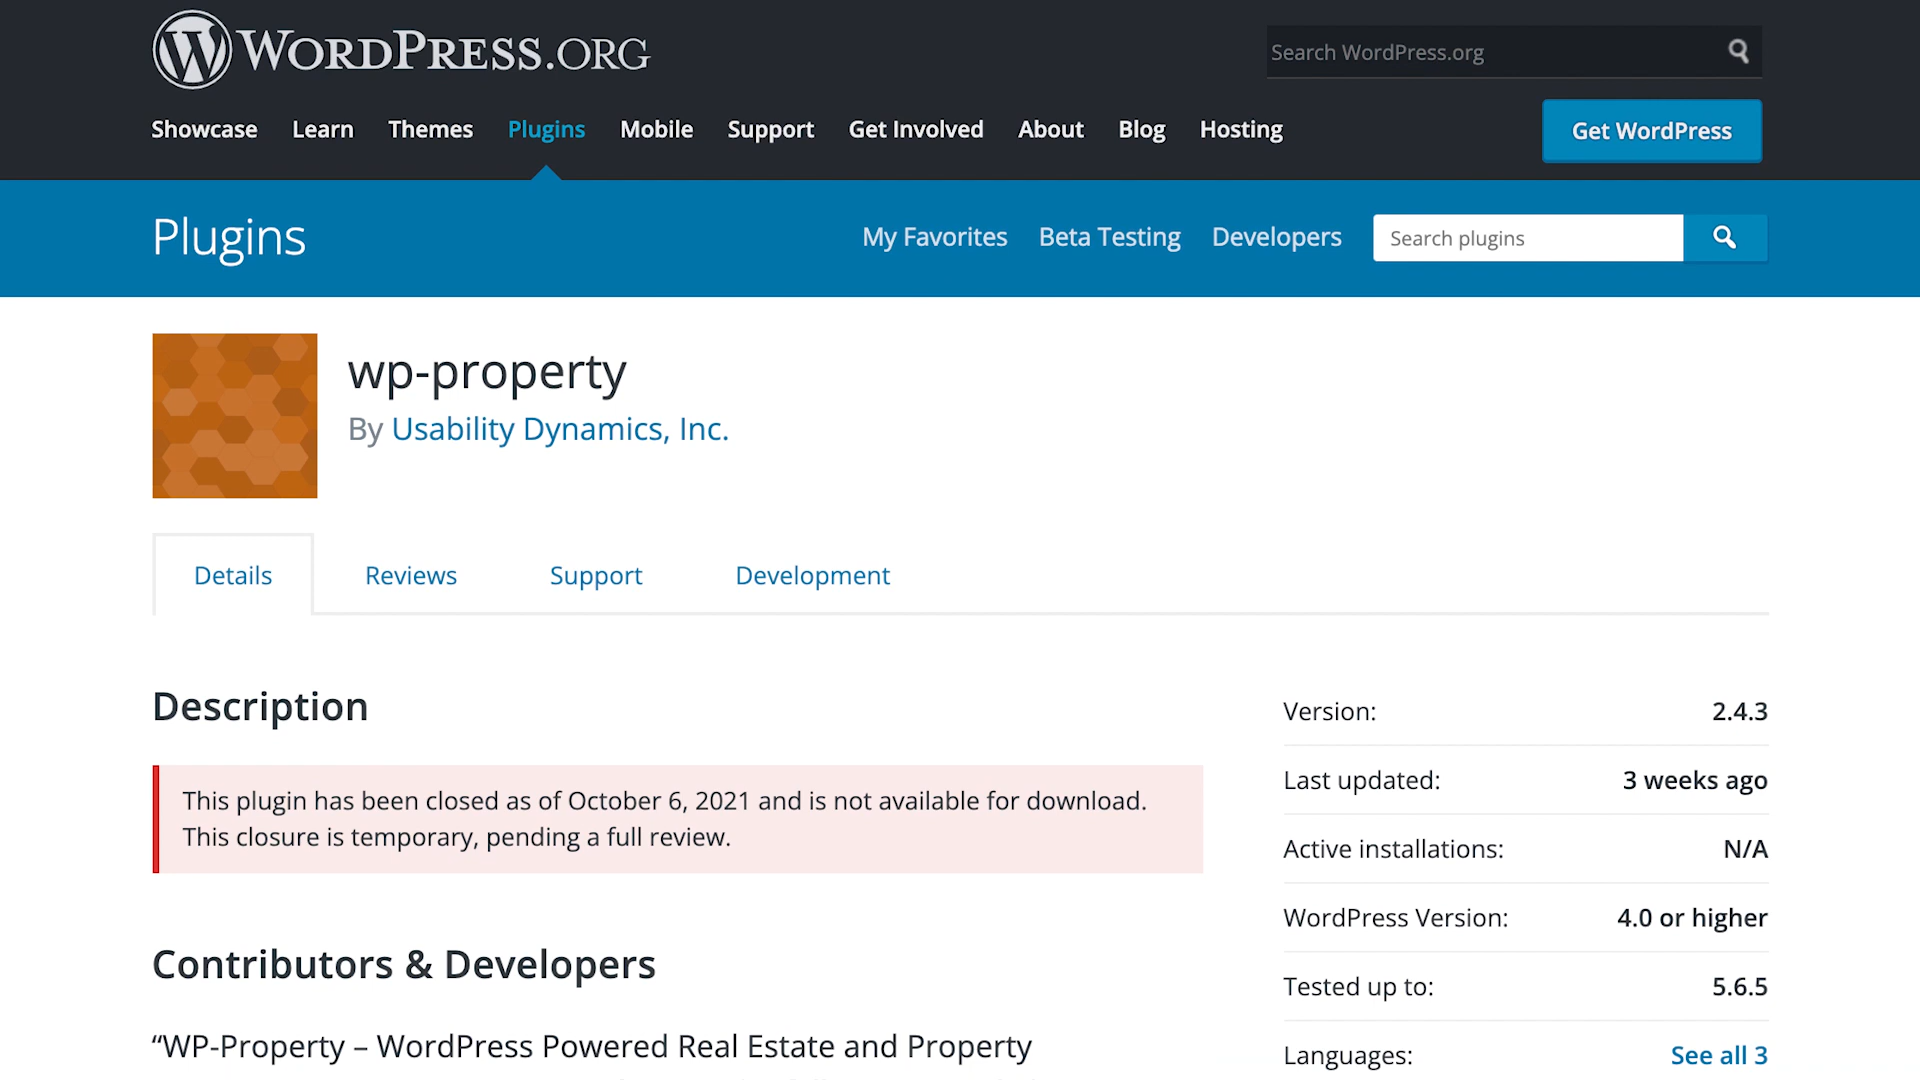 WORDPRESS.ORG
Search WordPress.org
Showcase Learn Themes Plugins Mobile Support Get Involved About Blog Hosting
Get WordPress
Plugins
My Favorites Beta Testing Developers
Search plugins
wp-property
By Usability Dynamics, Inc.
Details Reviews Support Development
Description
This plugin has been closed as of October 6, 2021 and is not available for download.
This closure is temporary, pending a full review.
Contributors & Developers
“WP-Property – WordPress Powered Real Estate and Property
Version: 2.4.3
Last updated: 3 weeks ago
Active installations: N/A
WordPress Version: 4.0 or higher
Tested up to: 5.6.5
Languages: See all 3